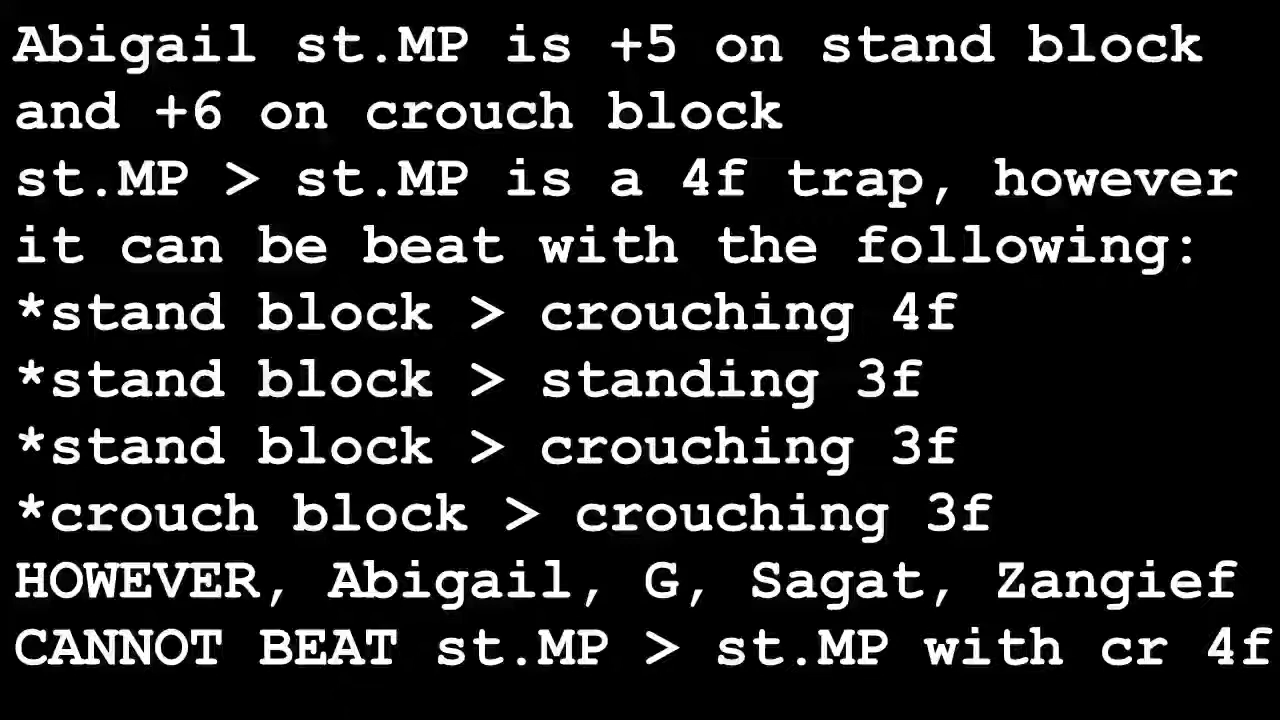 Abigail st.MP is +5 on stand block
and +6 on crouch block
st.MP > st.MP is a 4f trap, however
it can be beat with the following:
*stand block > crouching 4f
*stand block > standing 3f
*stand block > crouching 3f
*crouch block > crouching 3f
HOWEVER, Abigail, G, Sagat, Zangief
CANNOT BEAT st.MP > st.MP with cr 4f